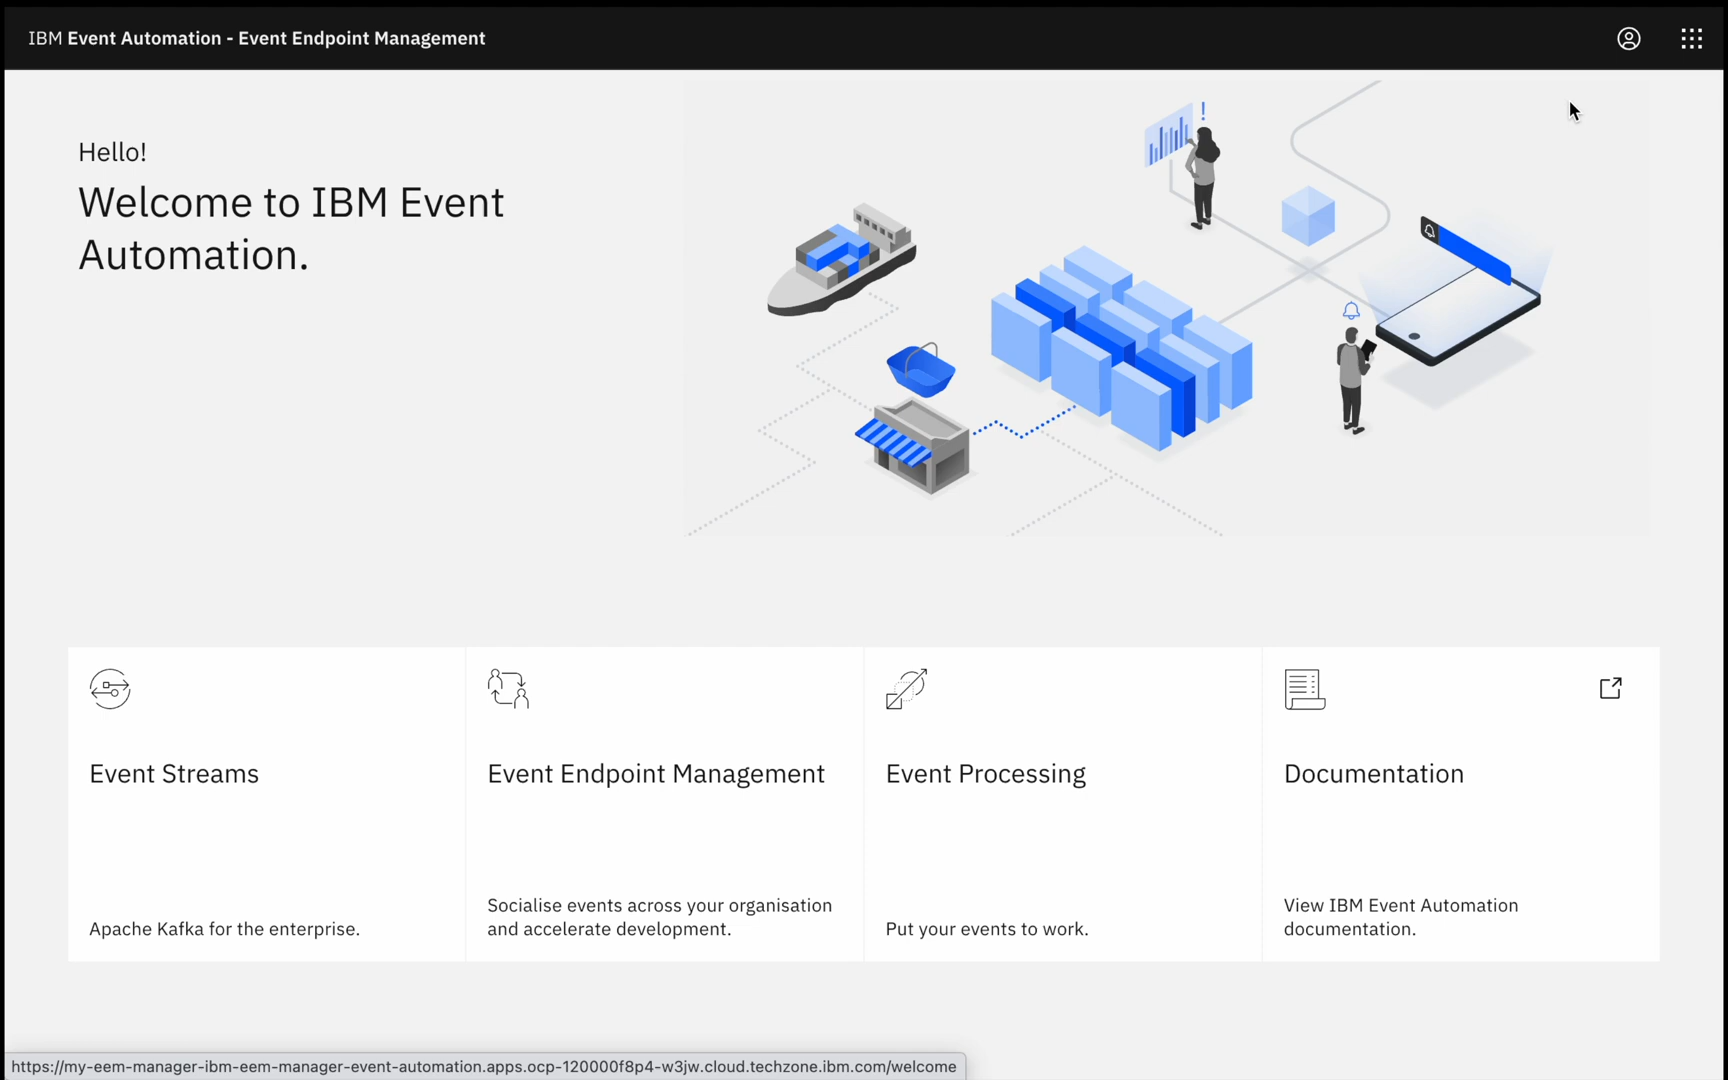 IBM Event Automation - Event Endpoint Management
Hello!
Welcome to IBM Event
Automation.
!
Event Streams
Apache Kafka for the enterprise.
Event Endpoint Management
Socialise events across your organisation
and accelerate development.
Event Processing
Put your events to work.
Documentation
View IBM Event Automation
documentation.
https://my-eem-manager-ibm-eem-manager-event-automation.apps.ocp-120000f8p4-w3jw.cloud.techzone.ibm.com/welcome